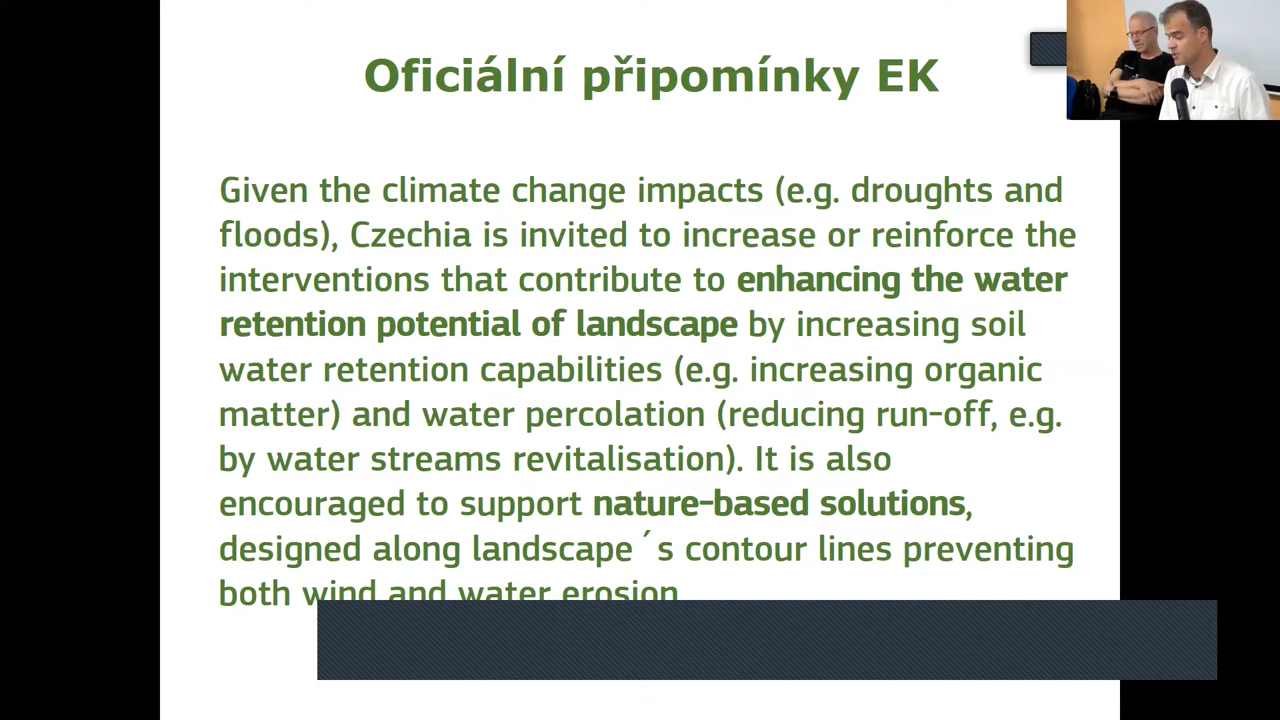 Oficiální připomínky EK
Given the climate change impacts (e.g. droughts and
floods), Czechia is invited to increase or reinforce the
interventions that contribute to enhancing the water
retention potential of landscape by increasing soil
water retention capabilities (e.g. increasing organic
matter) and water percolation (reducing run-off, e.g.
by water streams revitalisation). It is also
encouraged to support nature-based solutions,
designed along landscape´s contour lines preventing
both wind and water erosion